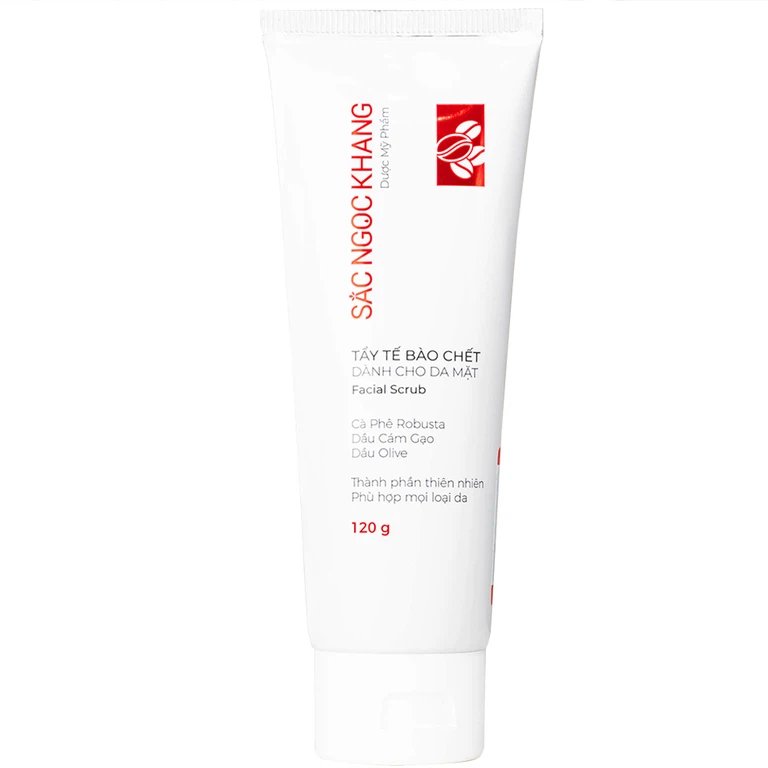 SẮC NGỌC KHANG
Dược Mỹ Phẩm
TẨY TẾ BÀO CHẾT
DÀNH CHO DA MẶT
Facial Scrub
Cà Phê Robusta
Dầu Cám Gạo
Dầu Olive
Thành phần thiên nhiên
Phù hợp mọi loại da
120 g